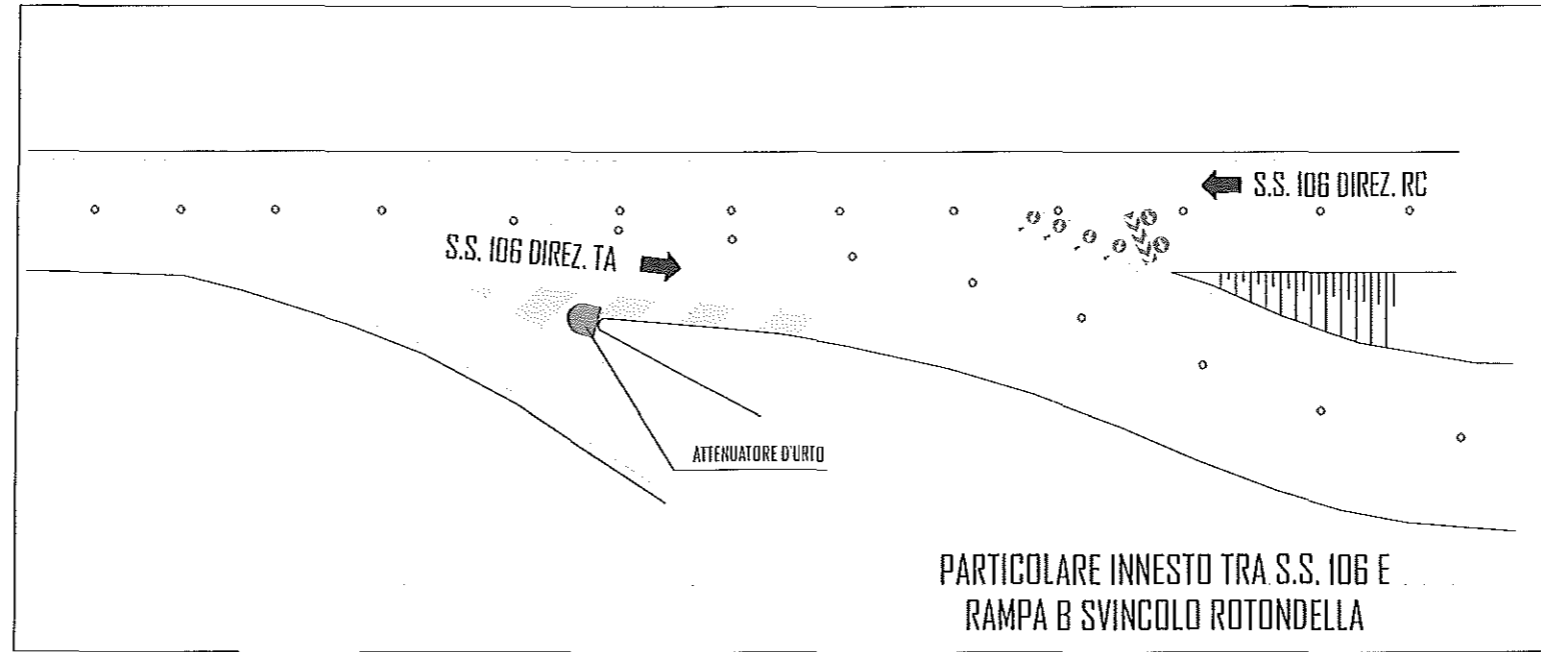 S.S. 106 DIREZ. RC
S.S. 106 DIREZ. TA
ATTENUATORE D'URTO
PARTICOLARE INNESTO TRA S.S. 106 E
RAMPA B SVINCOLO ROTONDELLA